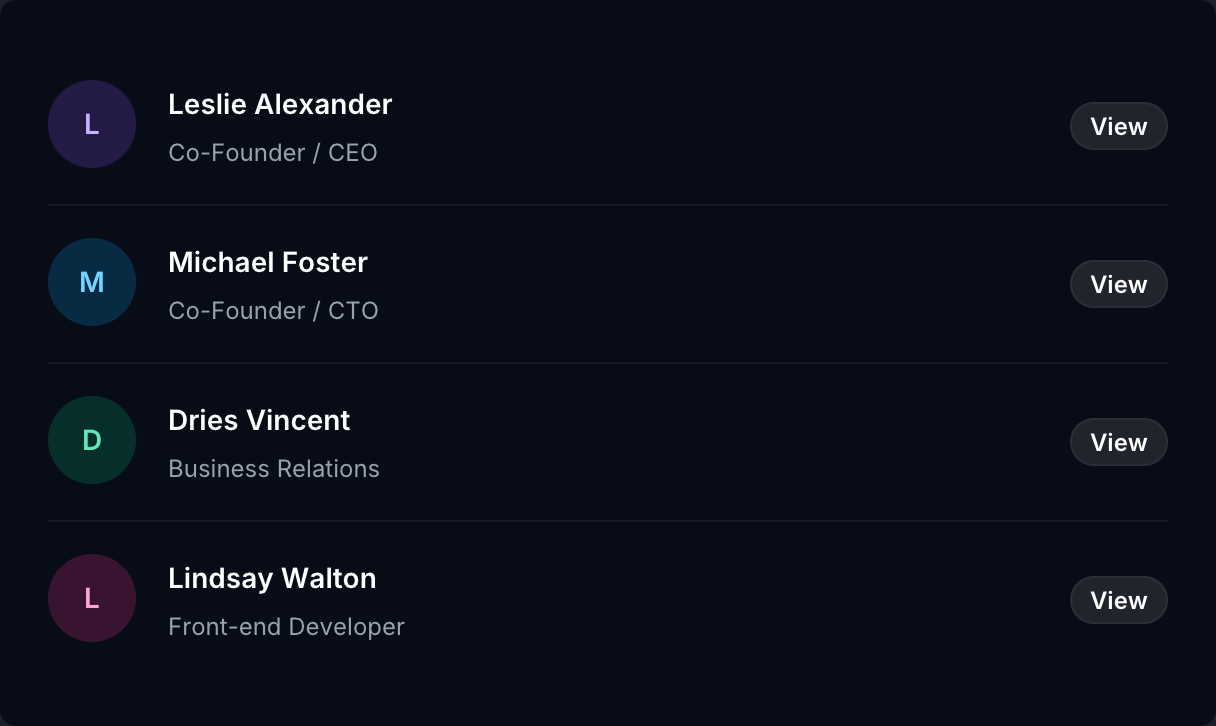 L
Leslie Alexander
Co-Founder / CEO
View
M
Michael Foster
Co-Founder / CTO
View
D
Dries Vincent
Business Relations
View
L
Lindsay Walton
Front-end Developer
View